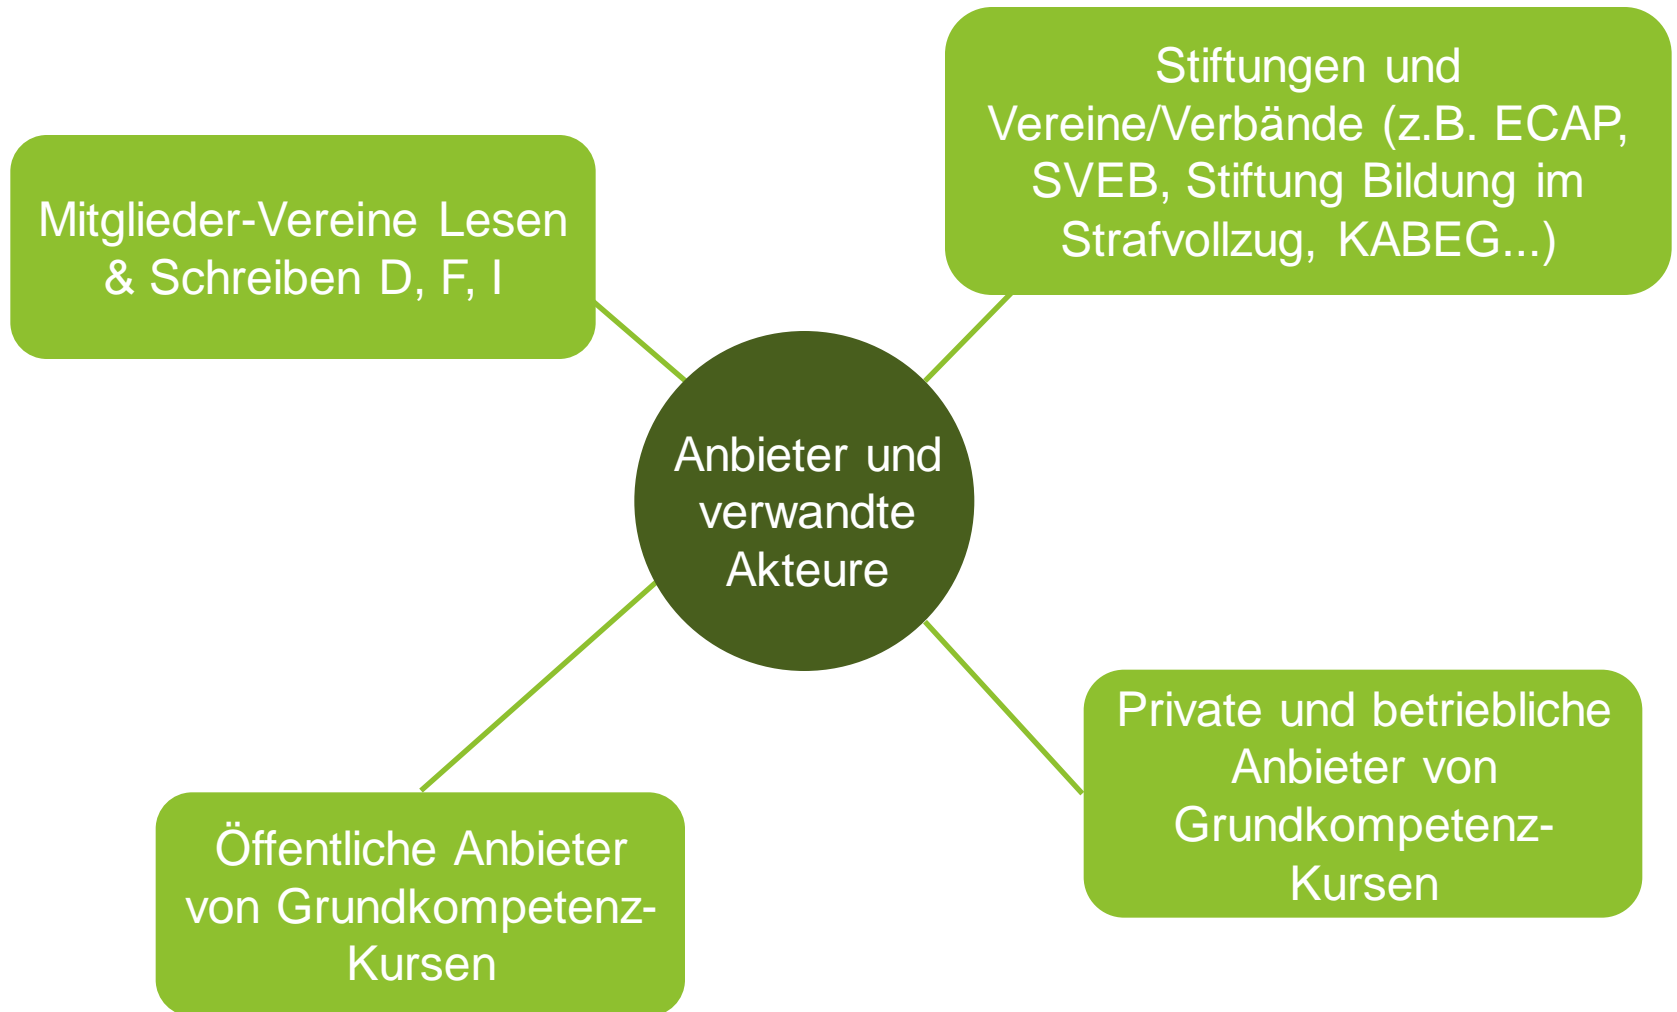 Mitglieder-Vereine Lesen
& Schreiben D, F, I
Stiftungen und
Vereine/Verbände (z.B. ECAP,
SVEB, Stiftung Bildung im
Strafvollzug, KABEG...)
Anbieter und
verwandte
Akteure
Öffentliche Anbieter
von Grundkompetenz-
Kursen
Private und betriebliche
Anbieter von
Grundkompetenz-
Kursen